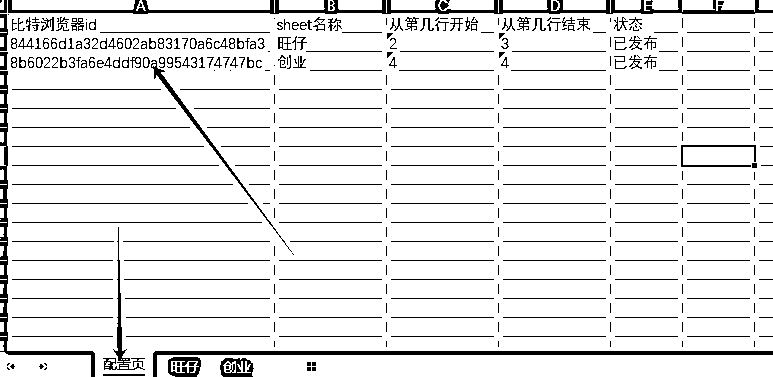 A B C D E F
比特浏览器id sheet名称 从第几行开始 从第几行结束 状态
844166d1a32d4602ab83170a6c48bfa3 旺仔 2 3 已发布
8b6022b3fa6e4ddf90a99543174747bc 创业 4 4 已发布
配置页 旺仔 创业